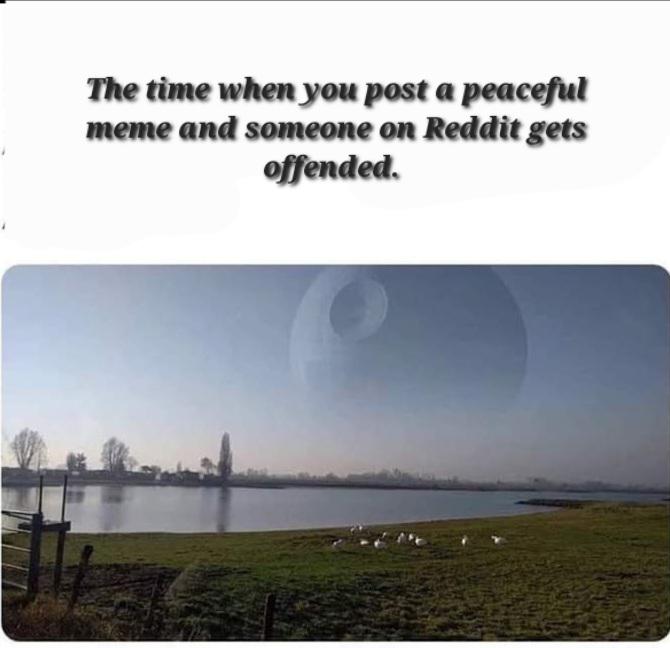 The time when you post a peaceful
meme and someone on Reddit gets
offended.